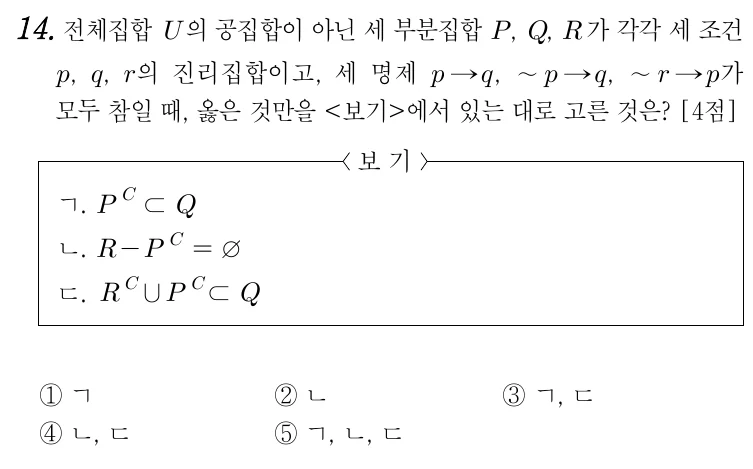 14. 전체집합 U의 공집합이 아닌 세 부분집합 P, Q, R가 각각 세 조건
p, q, r의 진리집합이고, 세 명제 p→q, ~p→q, ~r→p가
모두 참일 때, 옳은 것만을 <보기>에서 있는 대로 고른 것은? [4점]
〈보 기〉
ㄱ. P^C ⊂ Q
ㄴ. R−P^C = ∅
ㄷ. R^C∪P^C⊂ Q
① ㄱ ② ㄴ ③ ㄱ, ㄷ
④ ㄴ, ㄷ ⑤ ㄱ, ㄴ, ㄷ